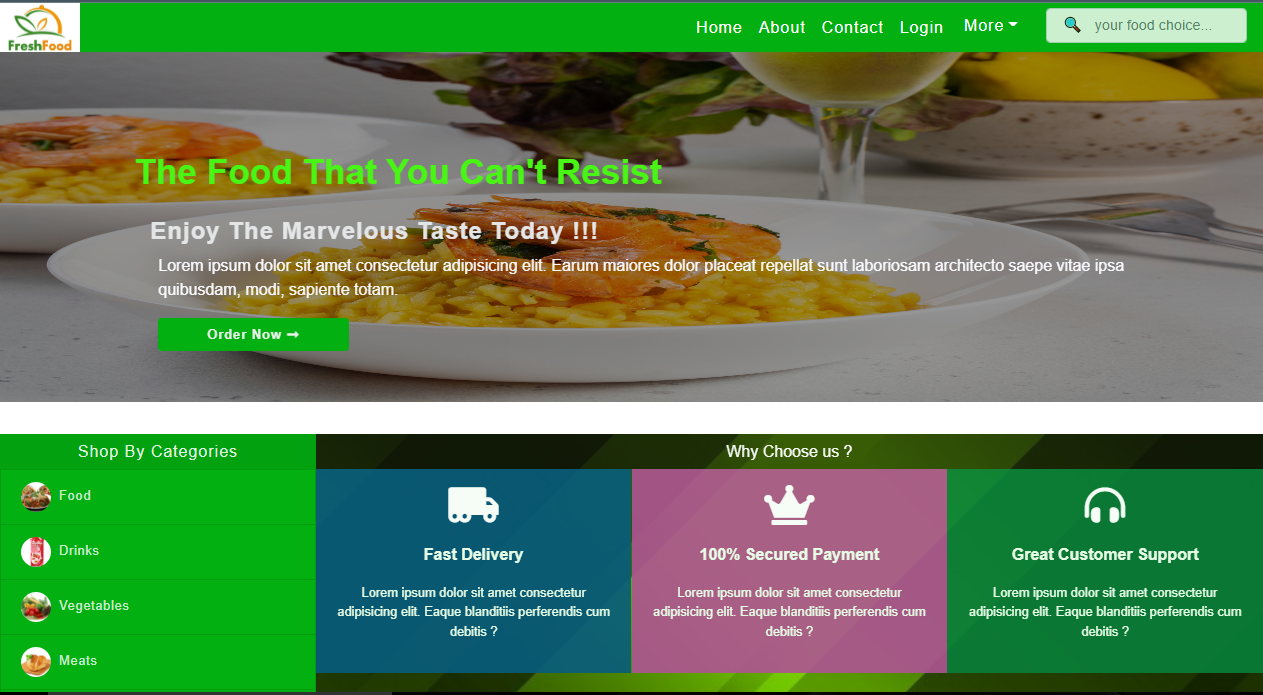 FreshFood
Home About Contact Login More
your food choice...
The Food That You Can't Resist
Enjoy The Marvelous Taste Today !!!
Lorem ipsum dolor sit amet consectetur adipisicing elit. Earum maiores dolor placeat repellat sunt laboriosam architecto saepe vitae ipsa
quibusdam, modi, sapiente totam.
Order Now →
Shop By Categories
Food
Drinks
Vegetables
Meats
Why Choose us ?
Fast Delivery
Lorem ipsum dolor sit amet consectetur
adipisicing elit. Eaque blanditiis perferendis cum
debitis ?
100% Secured Payment
Lorem ipsum dolor sit amet consectetur
adipisicing elit. Eaque blanditiis perferendis cum
debitis ?
Great Customer Support
Lorem ipsum dolor sit amet consectetur
adipisicing elit. Eaque blanditiis perferendis cum
debitis ?